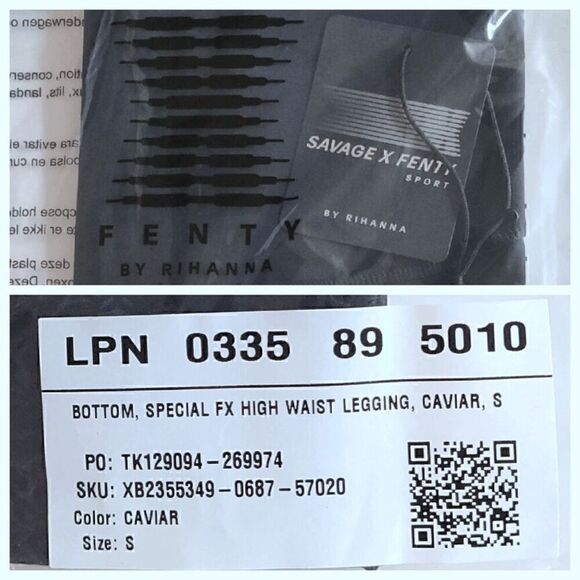 FENTY
BY RIHANNA
SAVAGE X FENTY
SPORT
BY RIHANNA
LPN 0335 89 5010
BOTTOM, SPECIAL FX HIGH WAIST LEGGING, CAVIAR, S
PO: TK129094-269974
SKU: XB2355349-0687-57020
Color: CAVIAR
Size: S